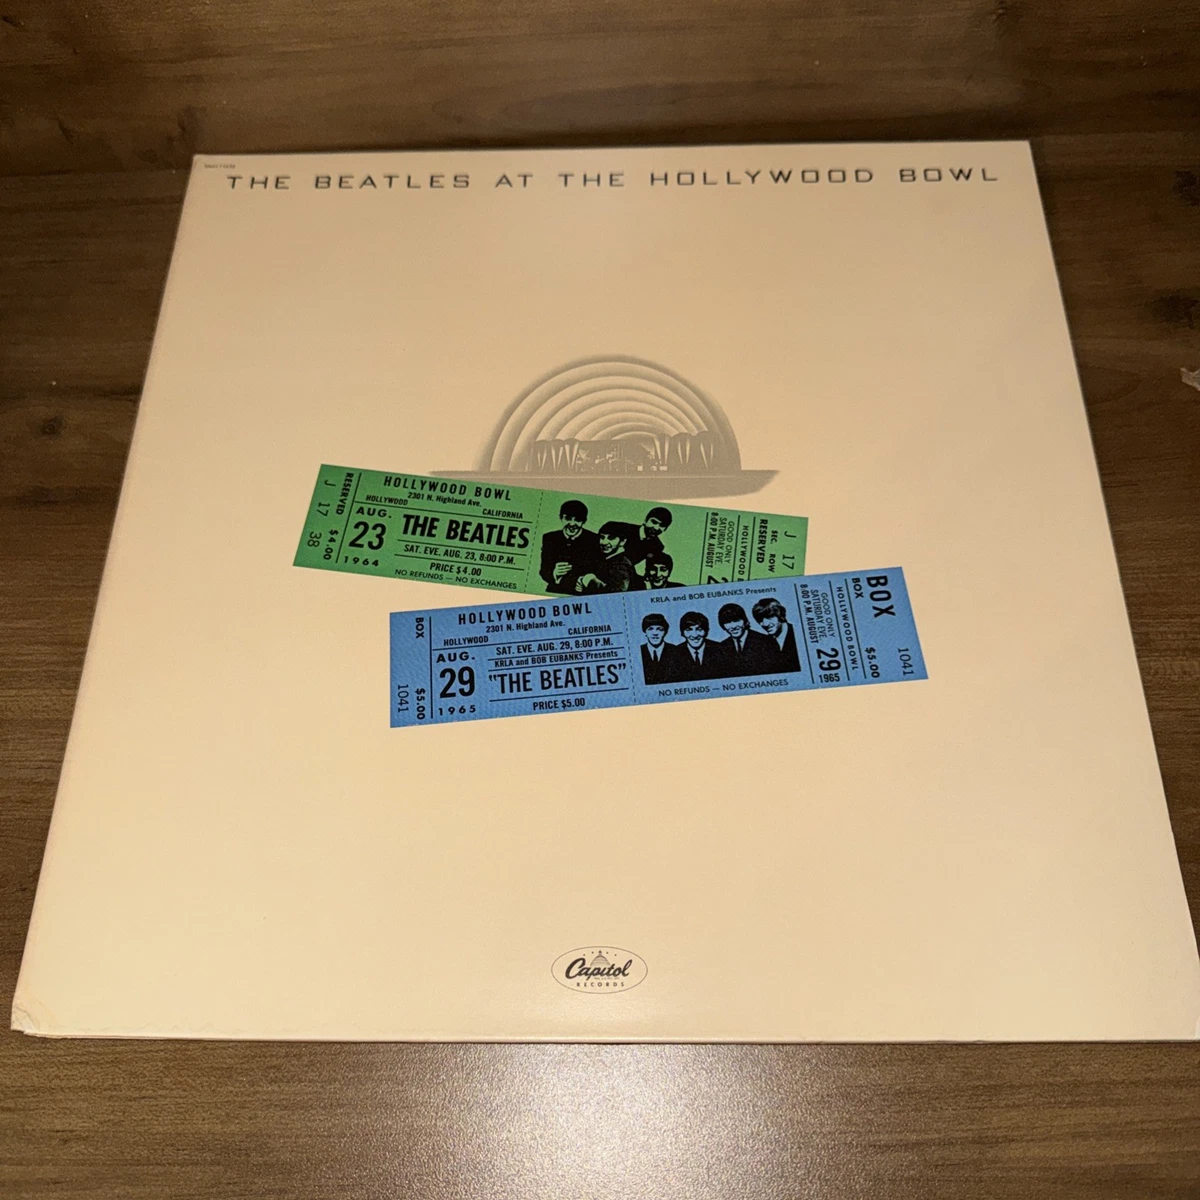 THE BEATLES AT THE HOLLYWOOD BOWL
J 17 38
RESERVED $4.00
HOLLYWOOD BOWL
2301 N. Highland Ave.
HOLLYWOOD CALIFORNIA
AUG.
23
1964
THE BEATLES
SAT. EVE. AUG. 23, 8:00 P.M.
PRICE $4.00
NO REFUNDS — NO EXCHANGES
8:00 P.M. AUGUST
SATURDAY EVE.
GOOD ONLY
HOLLYWOOD B
RESERVED
SEC. ROW
J 17
1041
BOX $5.00
HOLLYWOOD BOWL
2301 N. Highland Ave.
HOLLYWOOD CALIFORNIA
AUG.
29
1965
SAT. EVE. AUG. 29, 8:00 P.M.
KRLA and BOB EUBANKS Presents
"THE BEATLES"
PRICE $5.00
KRLA and BOB EUBANKS Presents
NO REFUNDS — NO EXCHANGES
8:00 P.M. AUGUST
SATURDAY EVE.
GOOD ONLY
29
1965
HOLLYWOOD BOWL
BOX $5.00
BOX
1041
Capitol
RECORDS